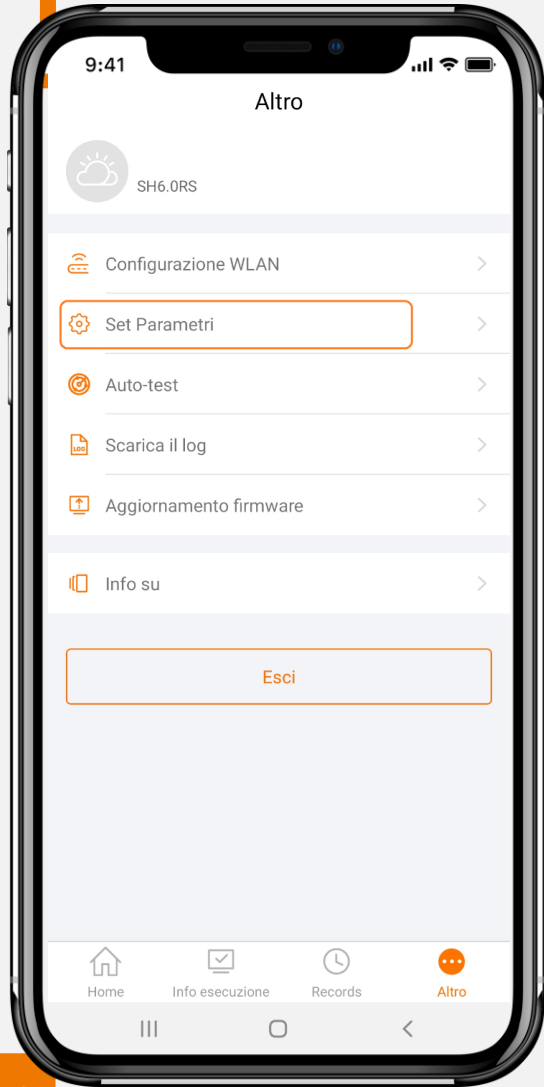 9:41
Altro
SH6.0RS
Configurazione WLAN
Set Parametri
Auto-test
LOG
Scarica il log
Aggiornamento firmware
Info su
Esci
Home Info esecuzione Records Altro